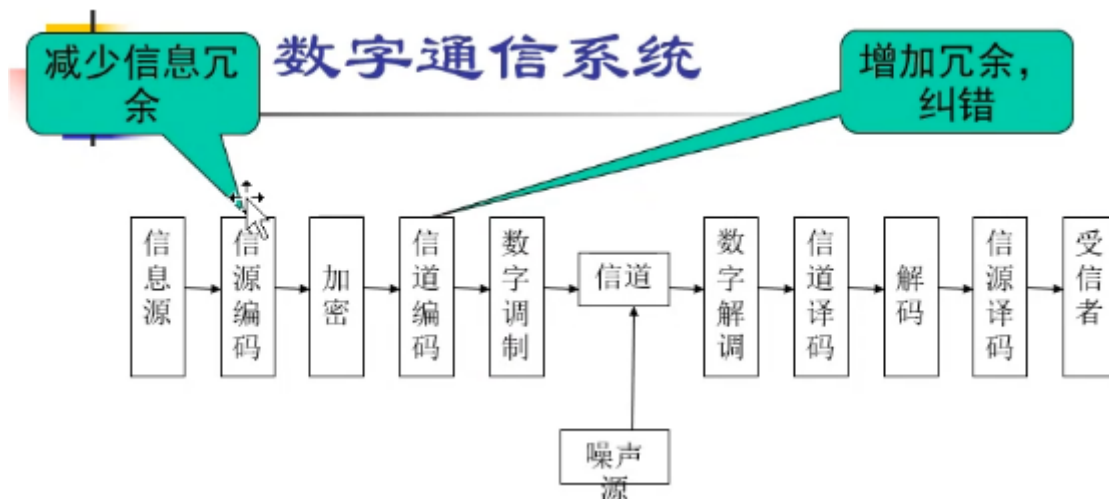 减少信息冗
余
数字通信系统
增加冗余，
纠错
信息源
信源编码
加密
信道编码
数字调制
信道
数字解调
信道译码
解码
信源译码
受信者
噪声
源